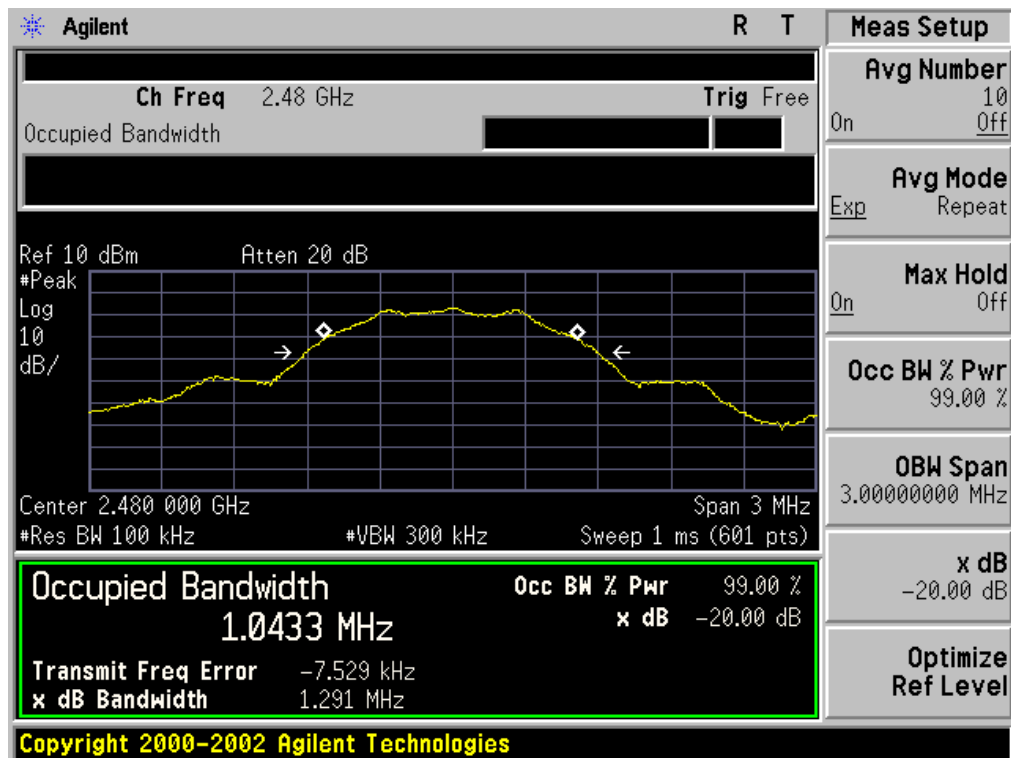 Agilent R T
Ch Freq 2.48 GHz Trig Free
Occupied Bandwidth
Ref 10 dBm Atten 20 dB
#Peak
Log
10
dB/
Center 2.480 000 GHz Span 3 MHz
#Res BW 100 kHz #VBW 300 kHz Sweep 1 ms (601 pts)
Occupied Bandwidth Occ BW % Pwr 99.00 %
1.0433 MHz x dB -20.00 dB
Transmit Freq Error -7.529 kHz
x dB Bandwidth 1.291 MHz
Copyright 2000-2002 Agilent Technologies
Meas Setup
Avg Number
10
On Off
Avg Mode
Exp Repeat
Max Hold
On Off
Occ BW % Pwr
99.00 %
OBW Span
3.00000000 MHz
x dB
-20.00 dB
Optimize
Ref Level